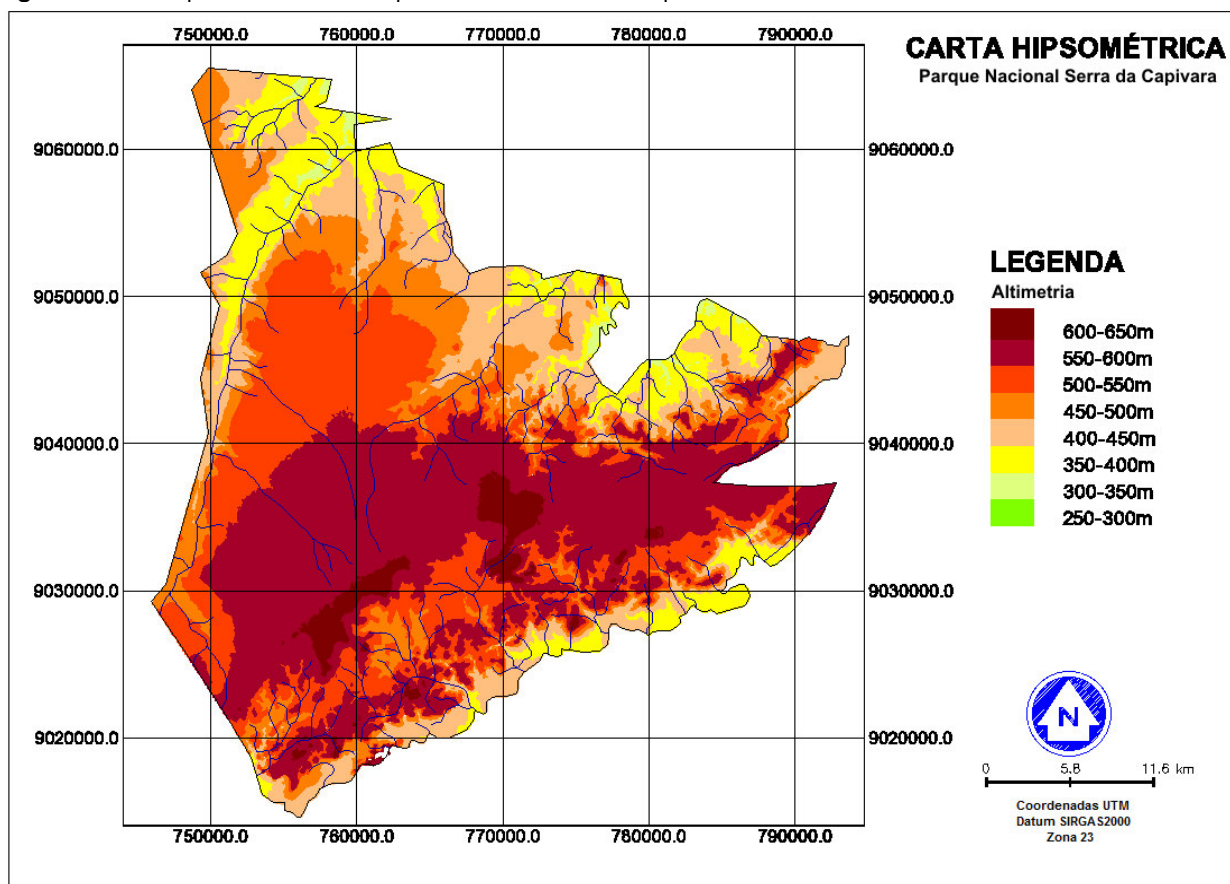 750000.0 760000.0 770000.0 780000.0 790000.0
CARTA HIPSOMÉTRICA
Parque Nacional Serra da Capivara
9060000.0 9060000.0
9050000.0 9050000.0
9040000.0 9040000.0
9030000.0 9030000.0
9020000.0 9020000.0
750000.0 760000.0 770000.0 780000.0 790000.0
LEGENDA
Altimetria
600-650m
550-600m
500-550m
450-500m
400-450m
350-400m
300-350m
250-300m
N
0 5.8 11.6 km
Coordenadas UTM
Datum SIRGAS2000
Zona 23